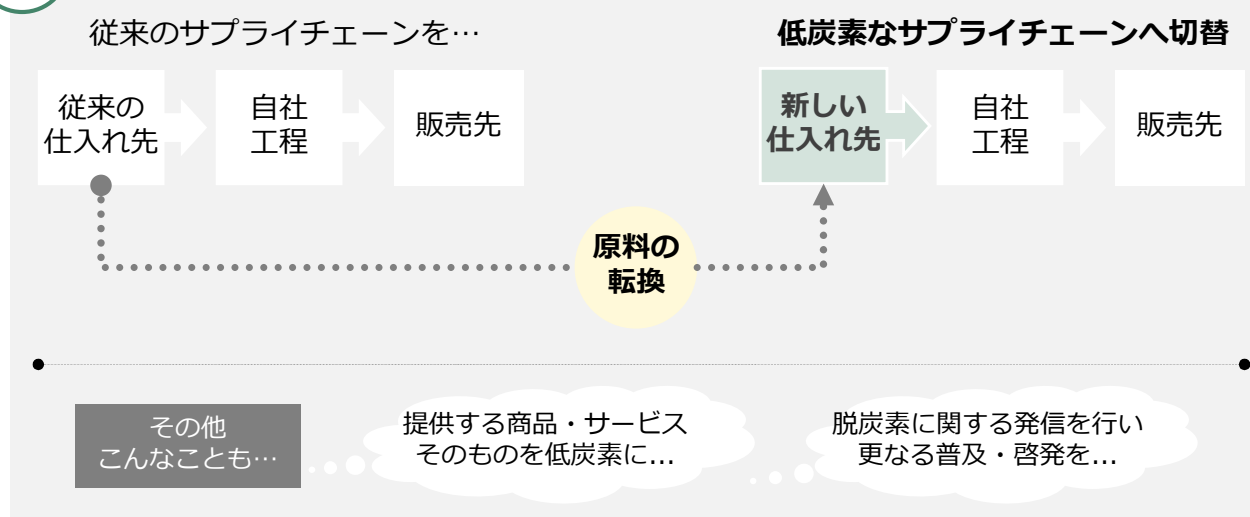 従来のサプライチェーンを…
低炭素なサプライチェーンへ切替
従来の
仕入れ先
自社
工程
販売先
新しい
仕入れ先
自社
工程
販売先
原料の
転換
その他
こんなことも…
提供する商品・サービス
そのものを低炭素に…
脱炭素に関する発信を行い
更なる普及・啓発を…